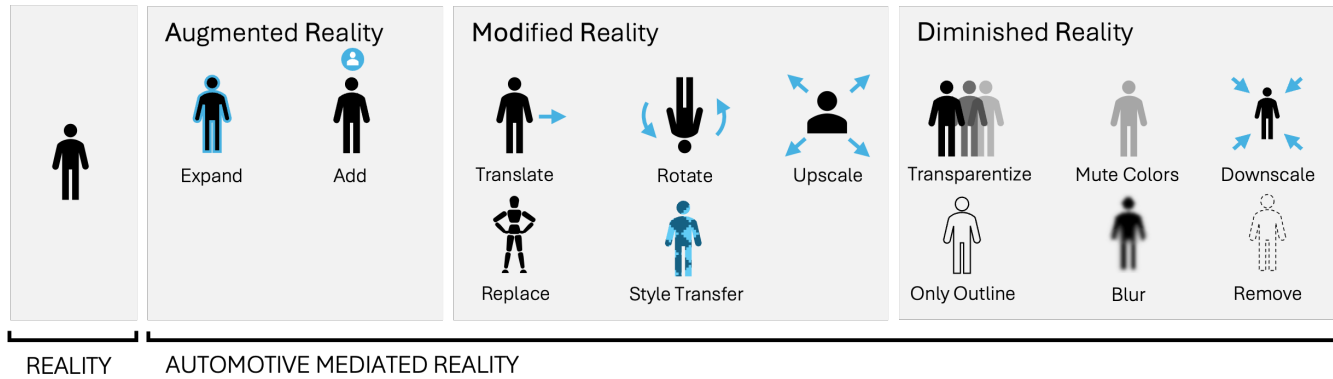 Augmented Reality
Expand
Add
Modified Reality
Translate
Rotate
Upscale
Replace
Style Transfer
Diminished Reality
Transparentize
Mute Colors
Downscale
Only Outline
Blur
Remove
REALITY
AUTOMOTIVE MEDIATED REALITY